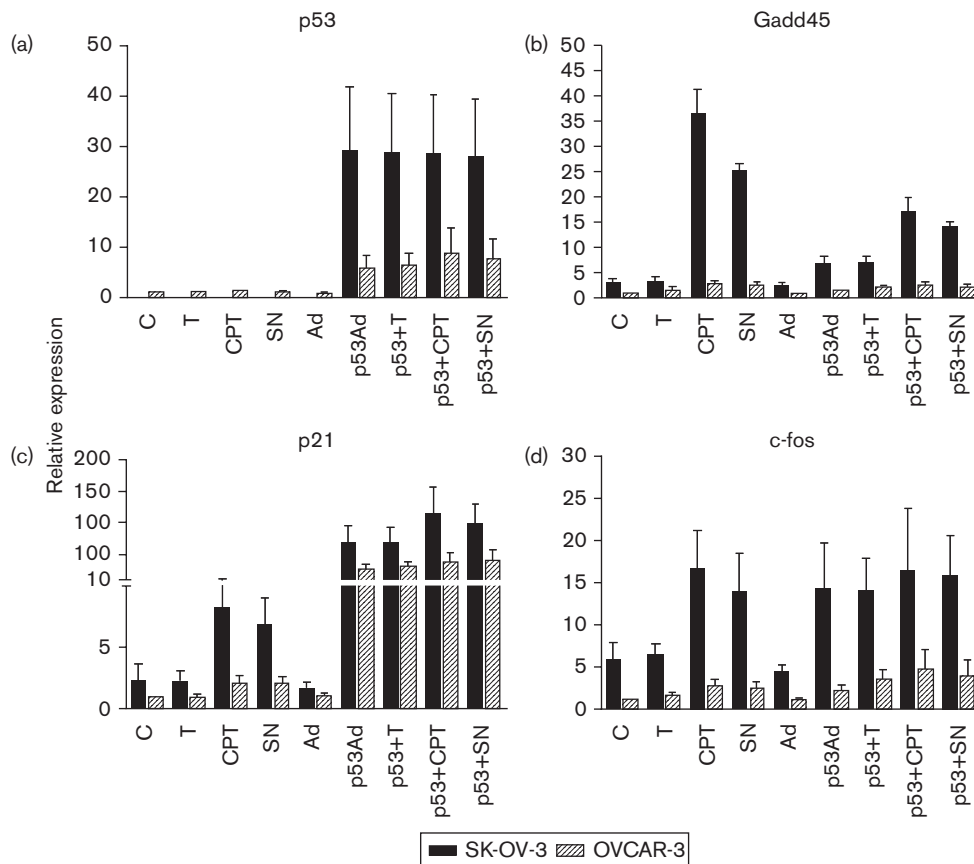 p53
(a)
50
40
30
20
10
0
C
T
CPT
SN
Ad
p53Ad
p53+T
p53+CPT
p53+SN
Gadd45
(b)
50
45
40
35
30
25
20
15
10
5
0
C
T
CPT
SN
Ad
p53Ad
p53+T
p53+CPT
p53+SN
Relative expression
p21
(c)
200
150
100
100
10
5
0
C
T
CPT
SN
Ad
p53Ad
p53+T
p53+CPT
p53+SN
c-fos
(d)
30
25
20
15
10
5
0
C
T
CPT
SN
Ad
p53Ad
p53+T
p53+CPT
p53+SN
SK-OV-3 OVCAR-3